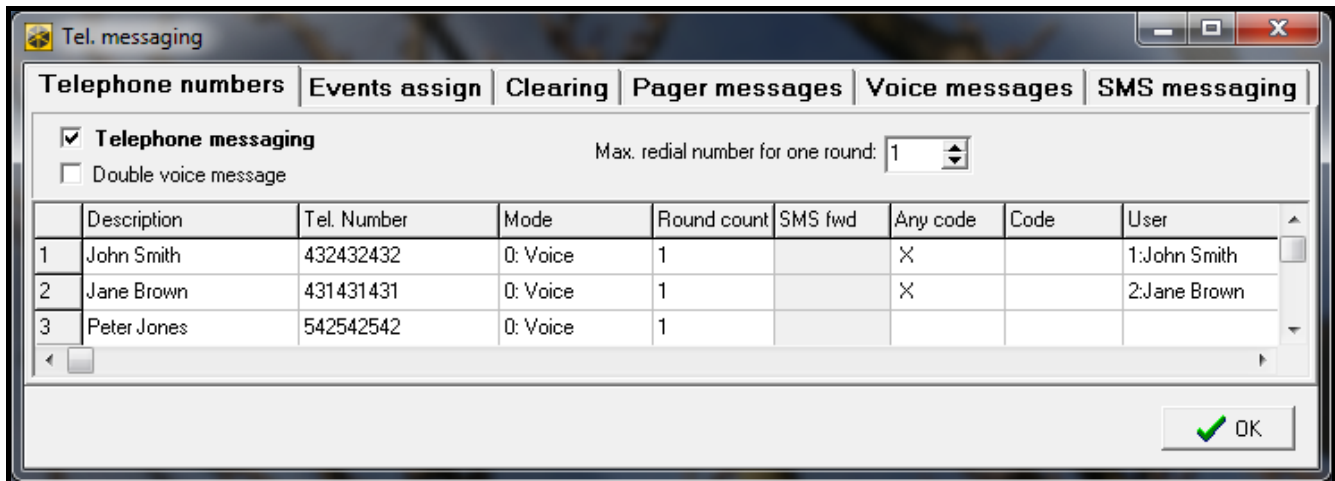 Tel. messaging
Telephone numbers Events assign Clearing Pager messages Voice messages SMS messaging
Telephone messaging
Max. redial number for one round: 1
Double voice message
Description Tel. Number Mode Round count SMS fwd Any code Code User
1 John Smith 432432432 0: Voice 1 X 1:John Smith
2 Jane Brown 431431431 0: Voice 1 X 2:Jane Brown
3 Peter Jones 542542542 0: Voice 1
OK